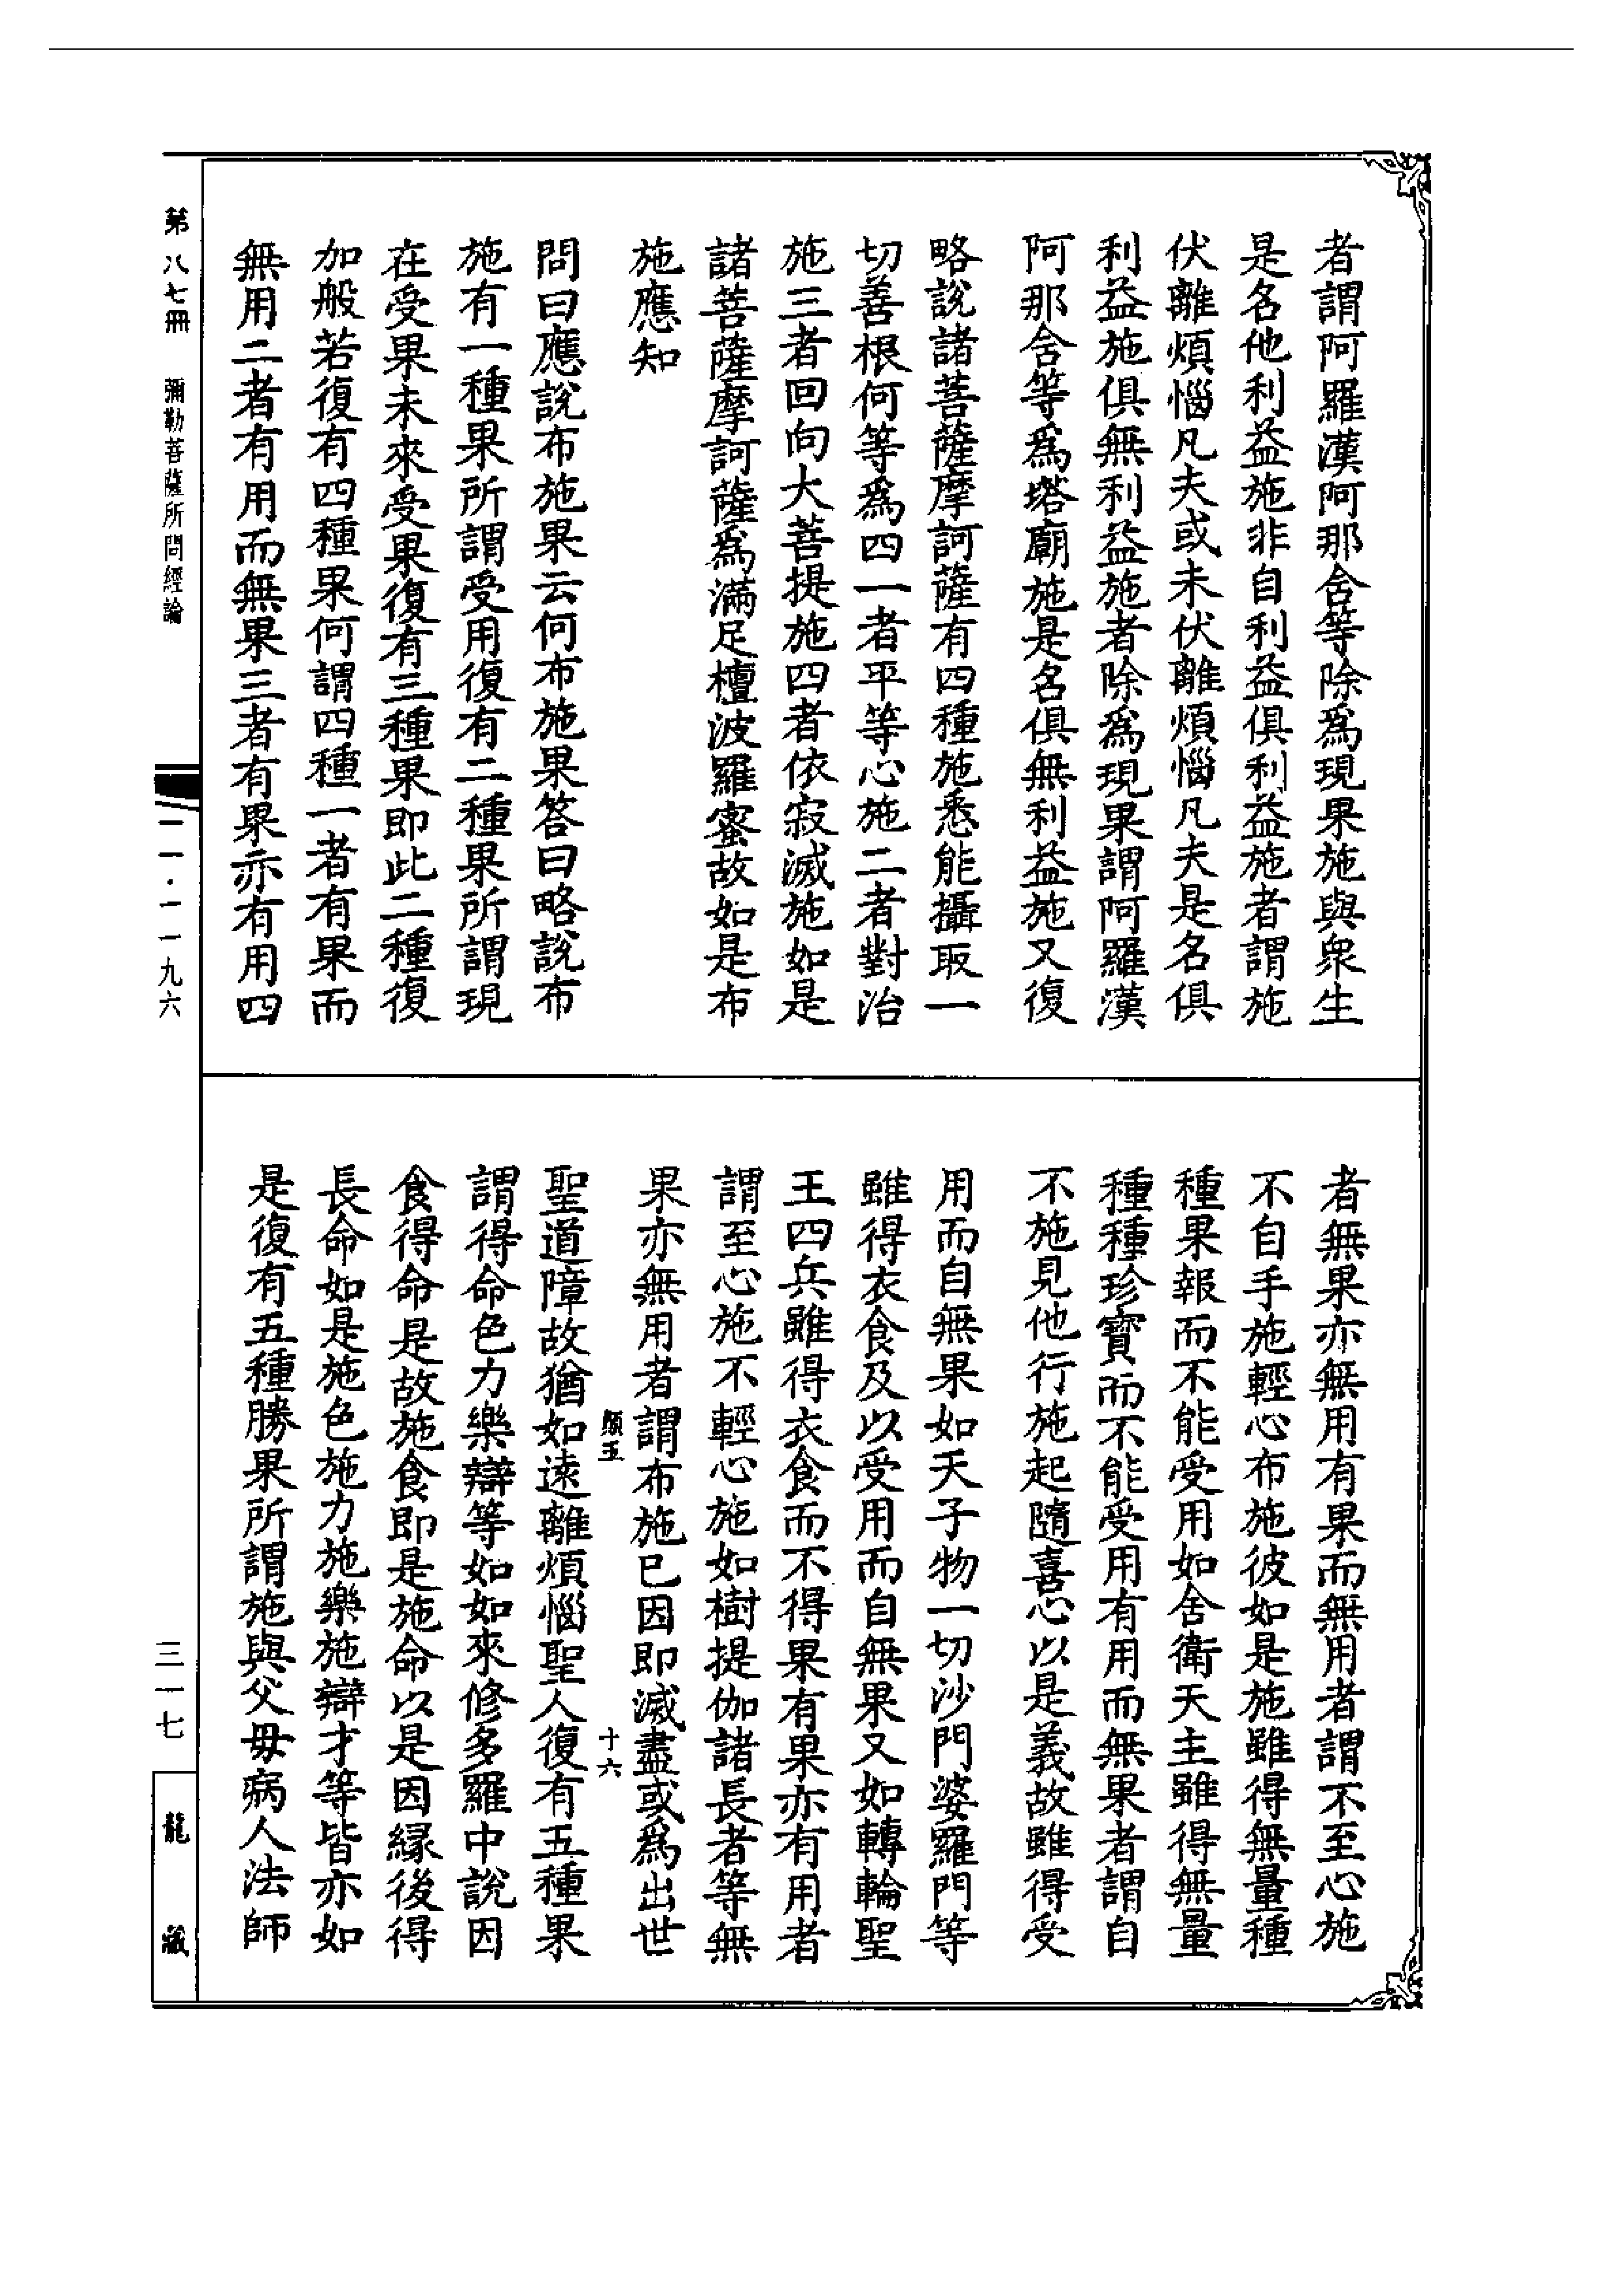 者謂阿羅漢阿那舍等除爲現果施與衆生
是名他利益施非自利益俱利益施者謂施
伏離煩惱凡夫或未伏離煩惱凡夫是名俱
利益施俱無利益施者除爲現果謂阿羅漢
阿那舍等爲塔廟施是名俱無利益施又復
略說諸菩薩摩訶薩有四種施悉能攝取一
切善根何等爲四一者平等心施二者對治
施三者回向大菩提施四者依寂滅施如是
諸菩薩摩訶薩爲滿足檀波羅蜜故如是布
施應知
問曰應說布施果云何布施果答曰略說布
施有一種果所謂受用復有二種果所謂現
在受果未來受果復有三種果即此二種復
加般若復有四種果何謂四種一者有果而
無用二者有用而無果三者有果亦有用四
者無果亦無用有果而無用者謂不至心施
不自手施輕心布施彼如是施雖得無量種
種果報而不能受用如舍衛天主雖得無量
種種珍寶而不能受用有用而無果者謂自
不施見他行施起隨喜心以是義故雖得受
用而自無果如天子物一切沙門婆羅門等
雖得衣食及以受用而自無果又如轉輪聖
王四兵雖得衣食而不得果有果亦有用者
謂至心施不輕心施如樹提伽諸長者等無
果亦無用者謂布施已因即滅盡或爲出世
頗五
十六
聖道障故猶如遠離煩惱聖人復有五種果
謂得命色力樂辯等如如來修多羅中說因
食得命是故施食即是施命以是因緣後得
長命如是施色施力施樂施辯才等皆亦如
是復有五種勝果所謂施與父母病人法師
第八七冊
彌勒菩薩所問經論
二一·一一九六
三一七
龍藏